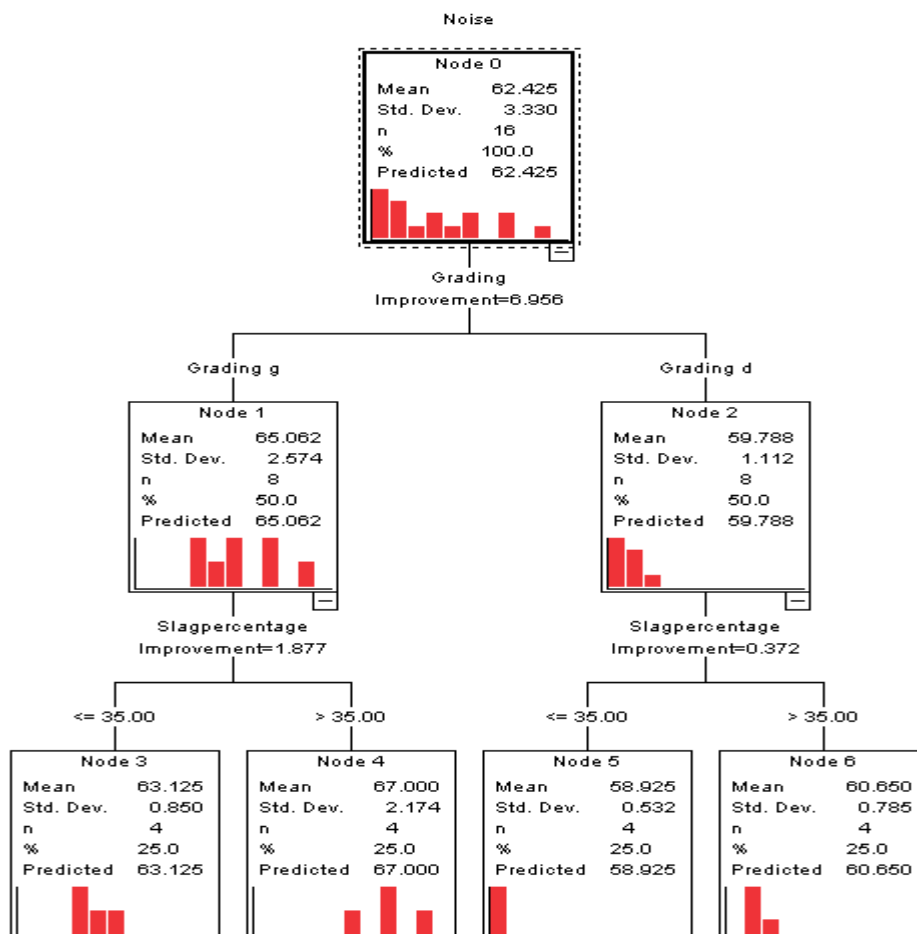 Noise
Node 0
Mean 62.425
Std. Dev. 3.330
n 16
% 100.0
Predicted 62.425
Grading
Improvement=6.956
Grading g
Grading d
Node 1
Mean 65.062
Std. Dev. 2.574
n 8
% 50.0
Predicted 65.062
Node 2
Mean 59.788
Std. Dev. 1.112
n 8
% 50.0
Predicted 59.788
Slagpercentage
Improvement=1.877
Slagpercentage
Improvement=0.372
<= 35.00
> 35.00
<= 35.00
> 35.00
Node 3
Mean 63.125
Std. Dev. 0.850
n 4
% 25.0
Predicted 63.125
Node 4
Mean 67.000
Std. Dev. 2.174
n 4
% 25.0
Predicted 67.000
Node 5
Mean 58.925
Std. Dev. 0.532
n 4
% 25.0
Predicted 58.925
Node 6
Mean 60.650
Std. Dev. 0.785
n 4
% 25.0
Predicted 60.650